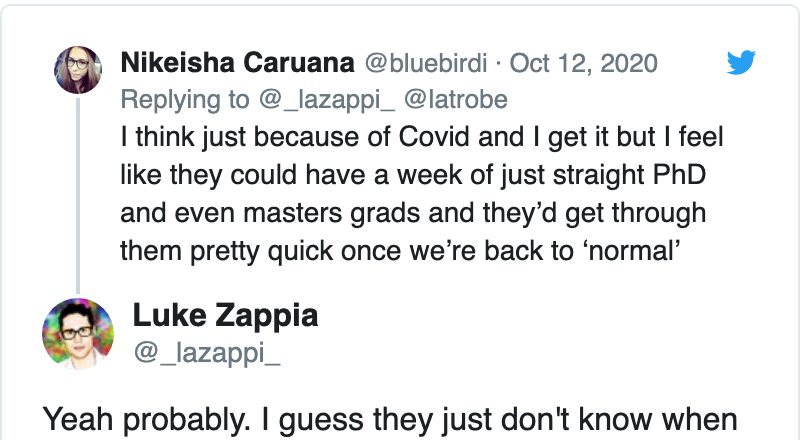 Nikeisha Caruana @bluebirdi · Oct 12, 2020
Replying to @_lazappi_ @latrobe
I think just because of Covid and I get it but I feel
like they could have a week of just straight PhD
and even masters grads and they’d get through
them pretty quick once we’re back to ‘normal’
Luke Zappia
@_lazappi_
Yeah probably. I guess they just don't know when